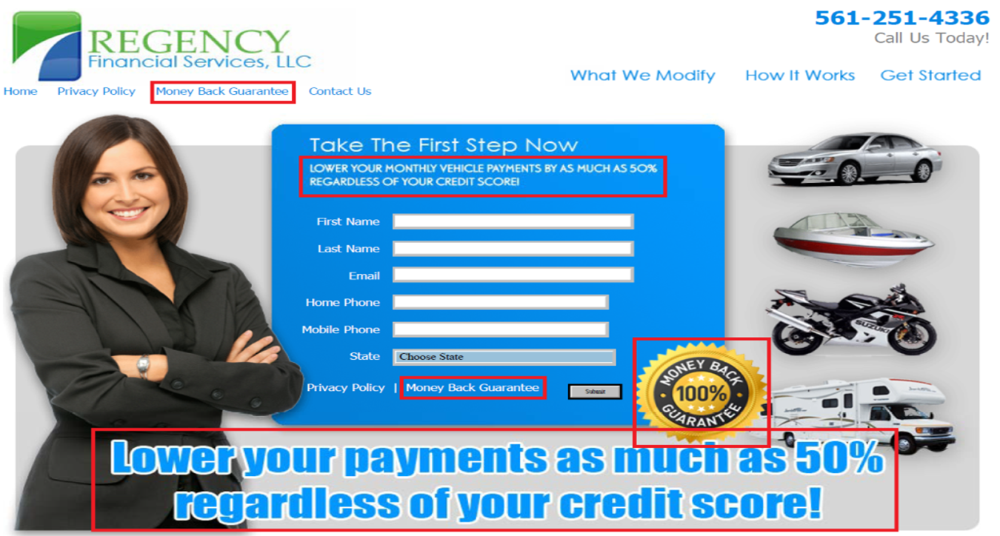 561-251-4336
Call Us Today!
REGENCY
Financial Services, LLC
What We Modify How It Works Get Started
Home Privacy Policy Money Back Guarantee Contact Us
Take The First Step Now
LOWER YOUR MONTHLY VEHICLE PAYMENTS BY AS MUCH AS 50%
REGARDLESS OF YOUR CREDIT SCORE!
First Name
Last Name
Email
Home Phone
Mobile Phone
State Choose State
Privacy Policy | Money Back Guarantee Submit
MONEY BACK
100%
GUARANTEE
SUZUKI
Lower your payments as much as 50%
regardless of your credit score!